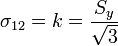 σ₁₂ = k = S_y / √3